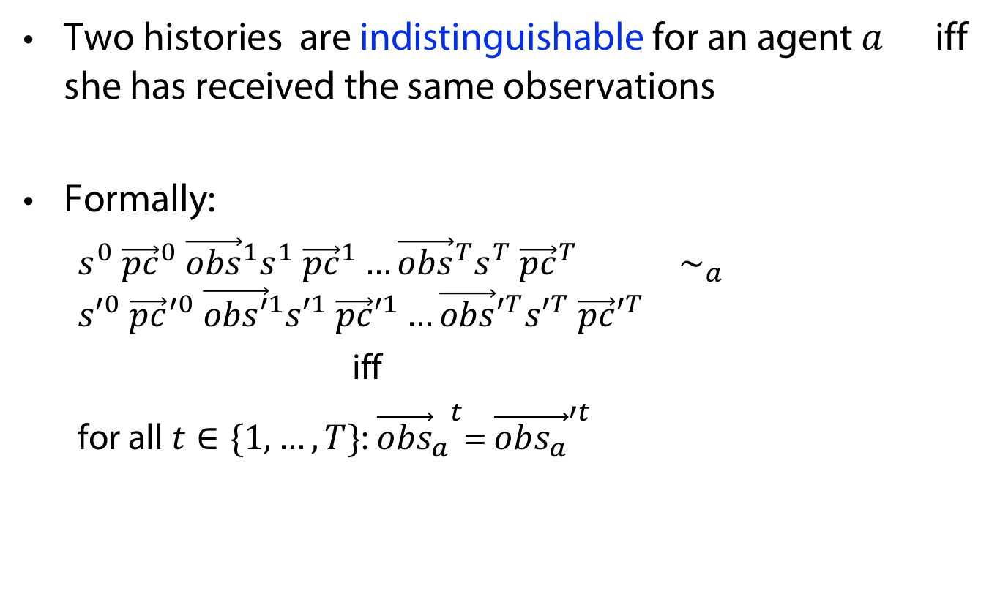 • Two histories are indistinguishable for an agent $a$ iff
she has received the same observations
• Formally:
$s^0 \, \overrightarrow{pc}^0 \, \overrightarrow{obs}^1 s^1 \, \overrightarrow{pc}^1 \, \ldots \overrightarrow{obs}^T s^T \, \overrightarrow{pc}^T \quad \sim_a$
$s'^0 \, \overrightarrow{pc}'^0 \, \overrightarrow{obs'}^1 s'^1 \, \overrightarrow{pc}'^1 \, \ldots \overrightarrow{obs}'^T s'^T \, \overrightarrow{pc}'^T$
iff
for all $t \in \{1, \ldots, T\}$: $\overrightarrow{obs}_a{}^t = \overrightarrow{obs_a}'^t$